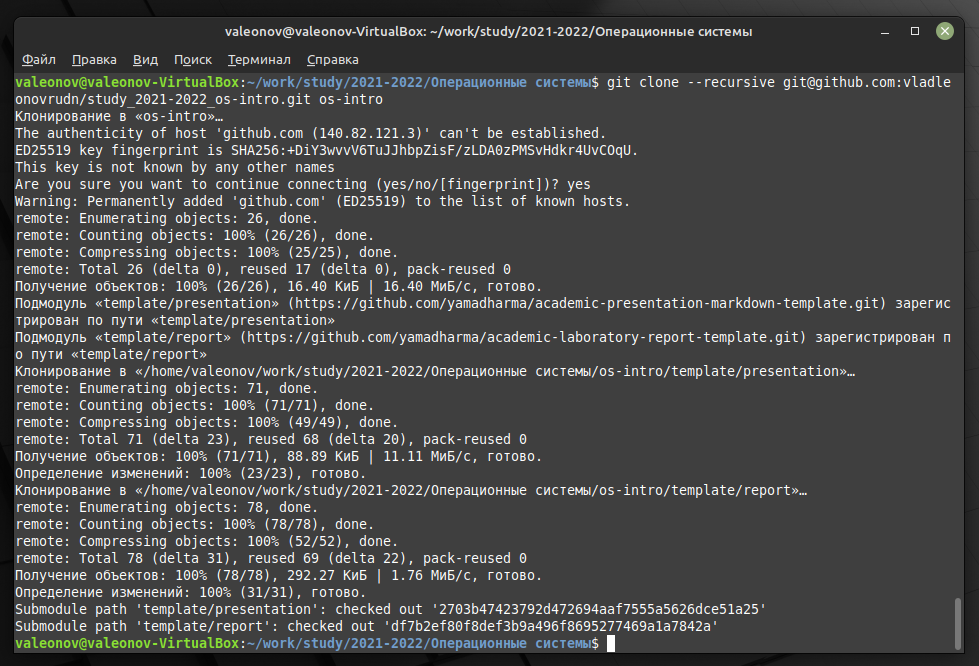 valeonov@valeonov-VirtualBox: ~/work/study/2021-2022/Операционные системы
Файл Правка Вид Поиск Терминал Справка
valeonov@valeonov-VirtualBox:~/work/study/2021-2022/Операционные системы$ git clone --recursive git@github.com:vladle
onovrudn/study_2021-2022_os-intro.git os-intro
Клонирование в «os-intro»…
The authenticity of host 'github.com (140.82.121.3)' can't be established.
ED25519 key fingerprint is SHA256:+DiY3wvvV6TuJJhbpZisF/zLDA0zPMSvHdkr4UvCOqU.
This key is not known by any other names
Are you sure you want to continue connecting (yes/no/[fingerprint])? yes
Warning: Permanently added 'github.com' (ED25519) to the list of known hosts.
remote: Enumerating objects: 26, done.
remote: Counting objects: 100% (26/26), done.
remote: Compressing objects: 100% (25/25), done.
remote: Total 26 (delta 0), reused 17 (delta 0), pack-reused 0
Получение объектов: 100% (26/26), 16.40 КиБ | 16.40 МиБ/с, готово.
Подмодуль «template/presentation» (https://github.com/yamadharma/academic-presentation-markdown-template.git) зарегис
трирован по пути «template/presentation»
Подмодуль «template/report» (https://github.com/yamadharma/academic-laboratory-report-template.git) зарегистрирован п
о пути «template/report»
Клонирование в «/home/valeonov/work/study/2021-2022/Операционные системы/os-intro/template/presentation»…
remote: Enumerating objects: 71, done.
remote: Counting objects: 100% (71/71), done.
remote: Compressing objects: 100% (49/49), done.
remote: Total 71 (delta 23), reused 68 (delta 20), pack-reused 0
Получение объектов: 100% (71/71), 88.89 КиБ | 11.11 МиБ/с, готово.
Определение изменений: 100% (23/23), готово.
Клонирование в «/home/valeonov/work/study/2021-2022/Операционные системы/os-intro/template/report»…
remote: Enumerating objects: 78, done.
remote: Counting objects: 100% (78/78), done.
remote: Compressing objects: 100% (52/52), done.
remote: Total 78 (delta 31), reused 69 (delta 22), pack-reused 0
Получение объектов: 100% (78/78), 292.27 КиБ | 1.76 МиБ/с, готово.
Определение изменений: 100% (31/31), готово.
Submodule path 'template/presentation': checked out '2703b47423792d472694aaf7555a5626dce51a25'
Submodule path 'template/report': checked out 'df7b2ef80f8def3b9a496f8695277469a1a7842a'
valeonov@valeonov-VirtualBox:~/work/study/2021-2022/Операционные системы$